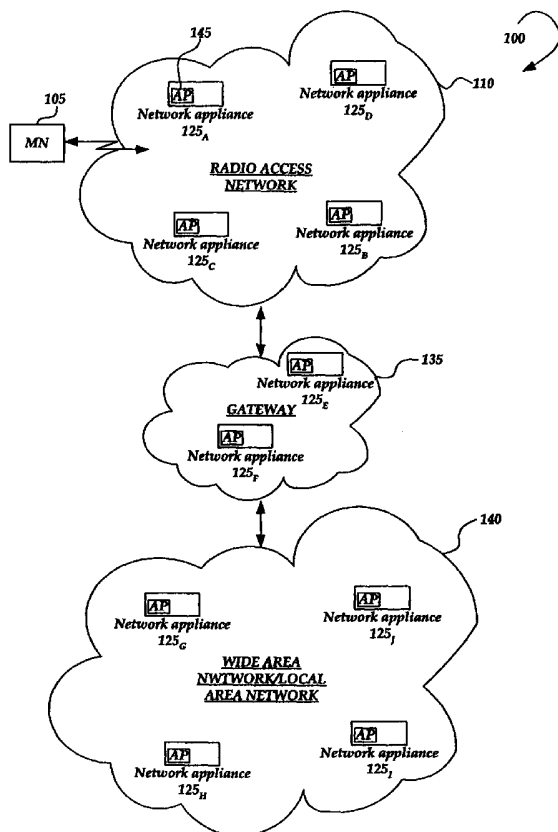 145
100
105
110
AP
AP
Network appliance
125A
Network appliance
125D
MN
RADIO ACCESS
NETWORK
AP
AP
Network appliance
125C
Network appliance
125B
AP
135
Network appliance
125E
GATEWAY
AP
Network appliance
125F
140
AP
AP
Network appliance
125G
Network appliance
125J
WIDE AREA
NWTWORK/LOCAL
AREA NETWORK
AP
AP
Network appliance
125H
Network appliance
125I